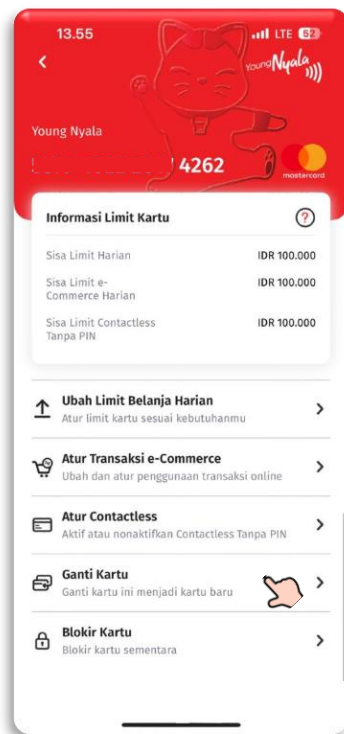 13.55
LTE 52
Young Nyala
Young Nyala
4262
mastercard
Informasi Limit Kartu
?
Sisa Limit Harian IDR 100.000
Sisa Limit e-
Commerce Harian IDR 100.000
Sisa Limit Contactless
Tanpa PIN IDR 100.000
Ubah Limit Belanja Harian
Atur limit kartu sesuai kebutuhanmu
Atur Transaksi e-Commerce
Ubah dan atur penggunaan transaksi online
Atur Contactless
Aktif atau nonaktifkan Contactless Tanpa PIN
Ganti Kartu
Ganti kartu ini menjadi kartu baru
Blokir Kartu
Blokir kartu sementara